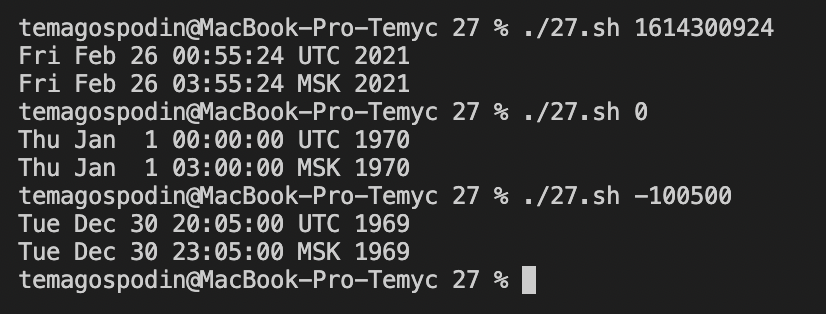 temagospodin@MacBook-Pro-Temyc 27 % ./27.sh 1614300924
Fri Feb 26 00:55:24 UTC 2021
Fri Feb 26 03:55:24 MSK 2021
temagospodin@MacBook-Pro-Temyc 27 % ./27.sh 0
Thu Jan  1 00:00:00 UTC 1970
Thu Jan  1 03:00:00 MSK 1970
temagospodin@MacBook-Pro-Temyc 27 % ./27.sh -100500
Tue Dec 30 20:05:00 UTC 1969
Tue Dec 30 23:05:00 MSK 1969
temagospodin@MacBook-Pro-Temyc 27 %